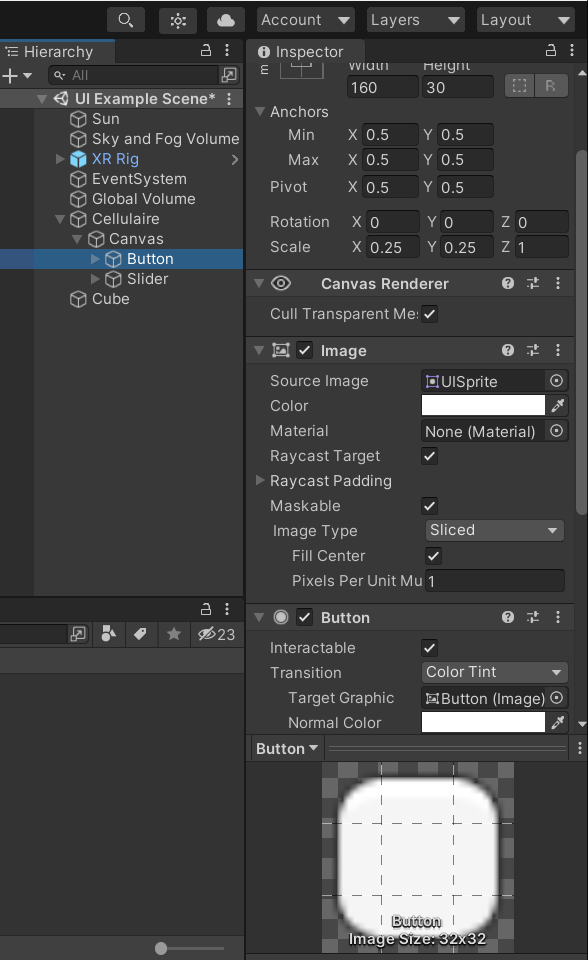 Account
Layers
Layout
Hierarchy
All
UI Example Scene*
Sun
Sky and Fog Volume
XR Rig
EventSystem
Global Volume
Cellulaire
Canvas
Button
Slider
Cube
23
Inspector
Width Height
160 30
R
Anchors
Min X 0.5 Y 0.5
Max X 0.5 Y 0.5
Pivot X 0.5 Y 0.5
Rotation X 0 Y 0 Z 0
Scale X 0.25 Y 0.25 Z 1
Canvas Renderer
Cull Transparent Me
Image
Source Image UISprite
Color
Material None (Material)
Raycast Target
Raycast Padding
Maskable
Image Type Sliced
Fill Center
Pixels Per Unit Mu 1
Button
Interactable
Transition Color Tint
Target Graphic Button (Image)
Normal Color
Button
Button
Image Size: 32x32